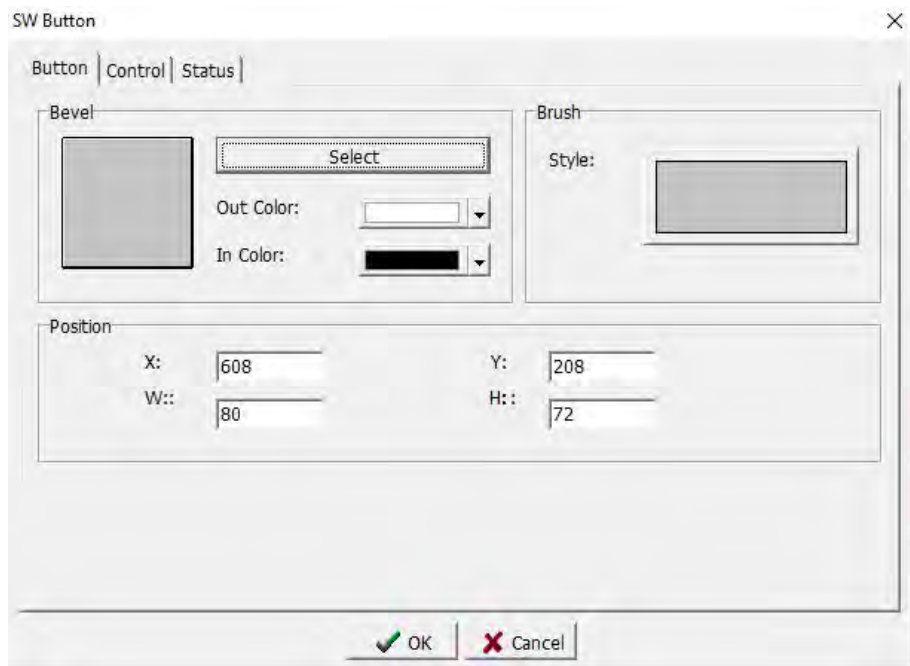 SW Button
Button Control Status
Bevel
Select
Out Color:
In Color:
Brush
Style:
Position
X: 608 Y: 208
W:: 80 H: : 72
OK Cancel